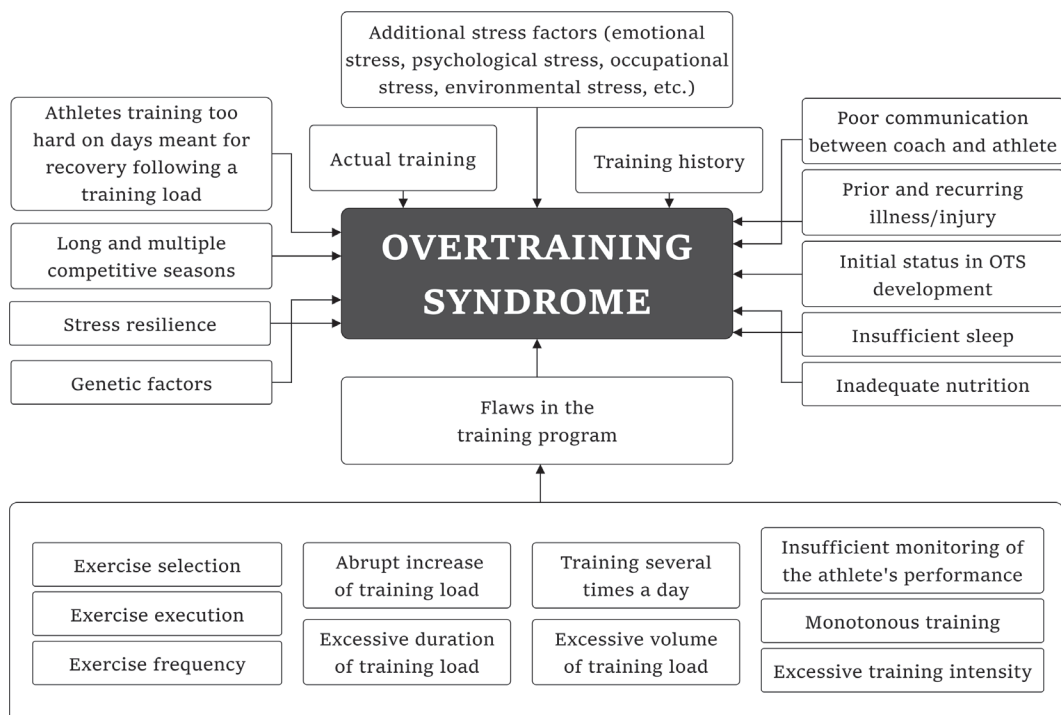 Additional stress factors (emotional
stress, psychological stress, occupational
stress, environmental stress, etc.)
Athletes training too
hard on days meant for
recovery following a
training load
Actual training
Training history
Poor communication
between coach and athlete
Prior and recurring
illness/injury
Long and multiple
competitive seasons
OVERTRAINING
SYNDROME
Initial status in OTS
development
Stress resilience
Insufficient sleep
Genetic factors
Inadequate nutrition
Flaws in the
training program
Exercise selection
Exercise execution
Exercise frequency
Abrupt increase
of training load
Excessive duration
of training load
Training several
times a day
Excessive volume
of training load
Insufficient monitoring of
the athlete's performance
Monotonous training
Excessive training intensity